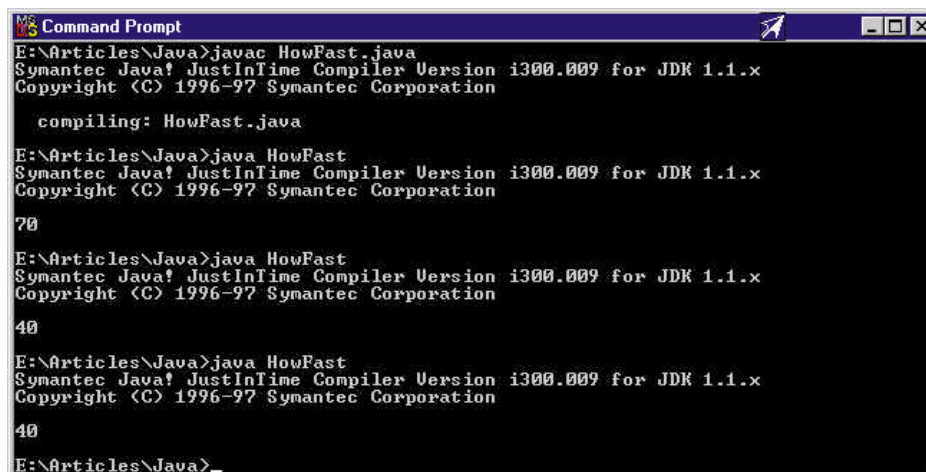 Command Prompt
E:\Articles\Java>javac HowFast.java
Symantec Java! JustInTime Compiler Version i300.009 for JDK 1.1.x
Copyright (C) 1996-97 Symantec Corporation
compiling: HowFast.java
E:\Articles\Java>java HowFast
Symantec Java! JustInTime Compiler Version i300.009 for JDK 1.1.x
Copyright (C) 1996-97 Symantec Corporation
70
E:\Articles\Java>java HowFast
Symantec Java! JustInTime Compiler Version i300.009 for JDK 1.1.x
Copyright (C) 1996-97 Symantec Corporation
40
E:\Articles\Java>java HowFast
Symantec Java! JustInTime Compiler Version i300.009 for JDK 1.1.x
Copyright (C) 1996-97 Symantec Corporation
40
E:\Articles\Java>_